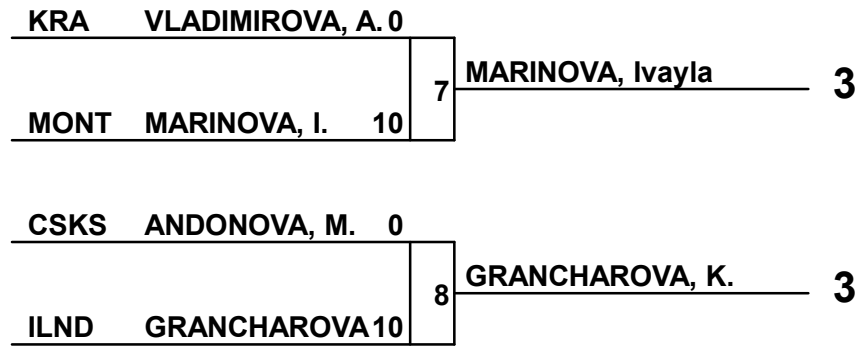 KRA VLADIMIROVA, A. 0
7 MARINOVA, Ivayla 3
MONT MARINOVA, I. 10
CSKS ANDONOVA, M. 0
8 GRANCHAROVA, K. 3
ILND GRANCHAROVA 10